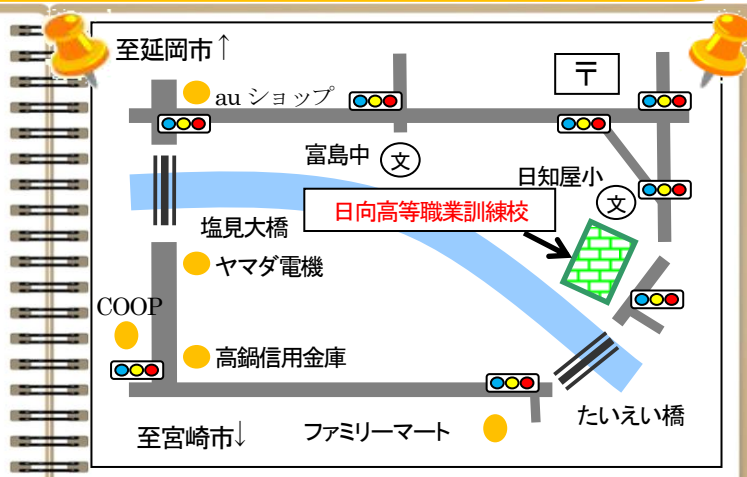 至延岡市↑
au ショップ
〒
富島中
文
日知屋小
文
日向高等職業訓練校
塩見大橋
ヤマダ電機
COOP
高鍋信用金庫
たいえい橋
至宮崎市↓
ファミリーマート